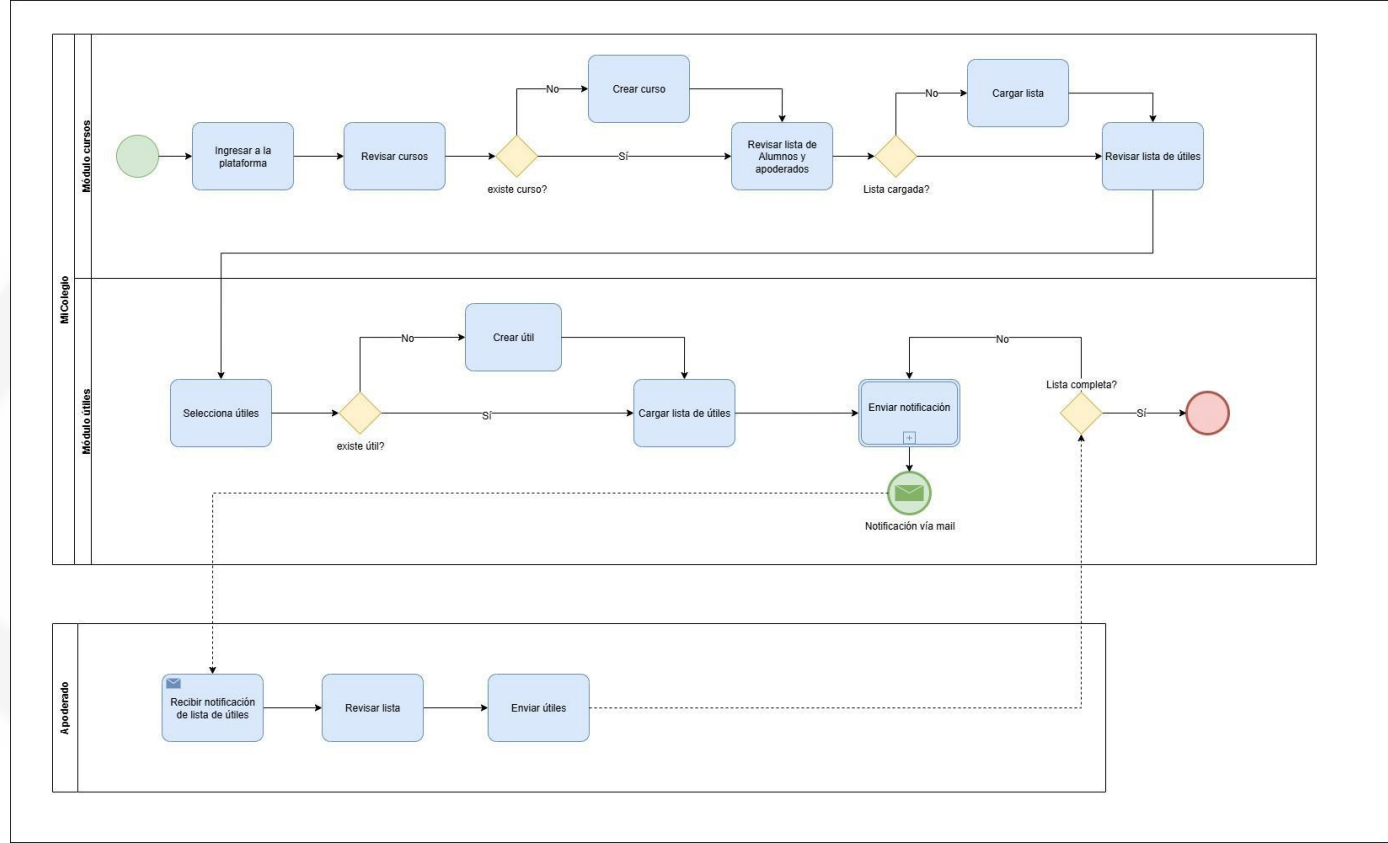 MiColegio
Módulo cursos
Ingresar a la
plataforma
Revisar cursos
existe curso?
No
Crear curso
Sí
Revisar lista de
Alumnos y
apoderados
Lista cargada?
No
Cargar lista
Revisar lista de útiles
Módulo útiles
Selecciona útiles
existe útil?
No
Crear útil
Sí
Cargar lista de útiles
Enviar notificación
Notificación vía mail
No
Lista completa?
Sí
Apoderado
Recibir notificación
de lista de útiles
Revisar lista
Enviar útiles